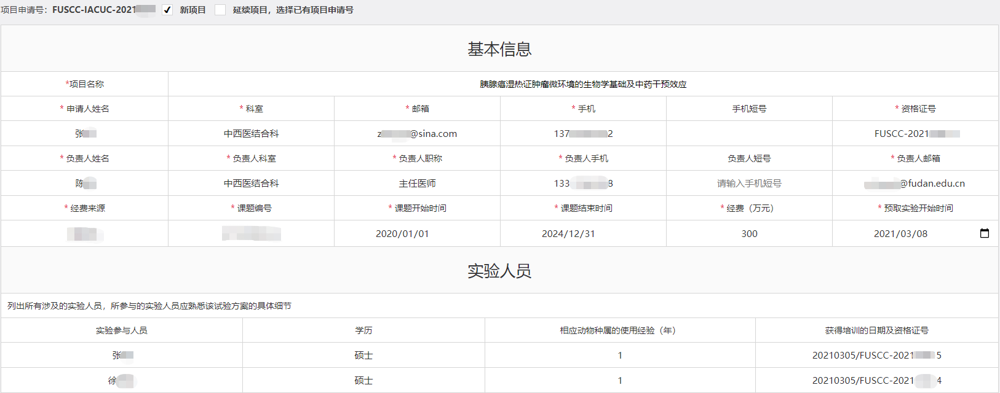 项目申请号：FUSCC-IACUC-2021 ✓ 新项目 延续项目，选择已有项目申请号
基本信息
*项目名称 胰腺癌湿热证肿瘤微环境的生物学基础及中药干预效应
* 申请人姓名 * 科室 * 邮箱 * 手机 手机短号 * 资格证号
张 中西医结合科 z@sina.com 137 2 FUSCC-2021
* 负责人姓名 * 负责人科室 * 负责人职称 * 负责人手机 负责人短号 * 负责人邮箱
陈 中西医结合科 主任医师 133 8 请输入手机短号 @fudan.edu.cn
* 经费来源 * 课题编号 * 课题开始时间 * 课题结束时间 * 经费（万元） * 预取实验开始时间
2020/01/01 2024/12/31 300 2021/03/08
实验人员
列出所有涉及的实验人员，所参与的实验人员应熟悉该试验方案的具体细节
实验参与人员 学历 相应动物种属的使用经验（年） 获得培训的日期及资格证号
张 硕士 1 20210305/FUSCC-2021 5
徐 硕士 1 20210305/FUSCC-2021 4